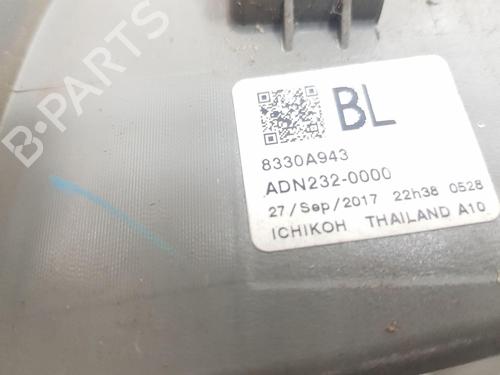 B-PARTS
BL
8330A943
ADN232-0000
27/Sep/2017 22h38 0528
ICHIKOH THAILAND A10